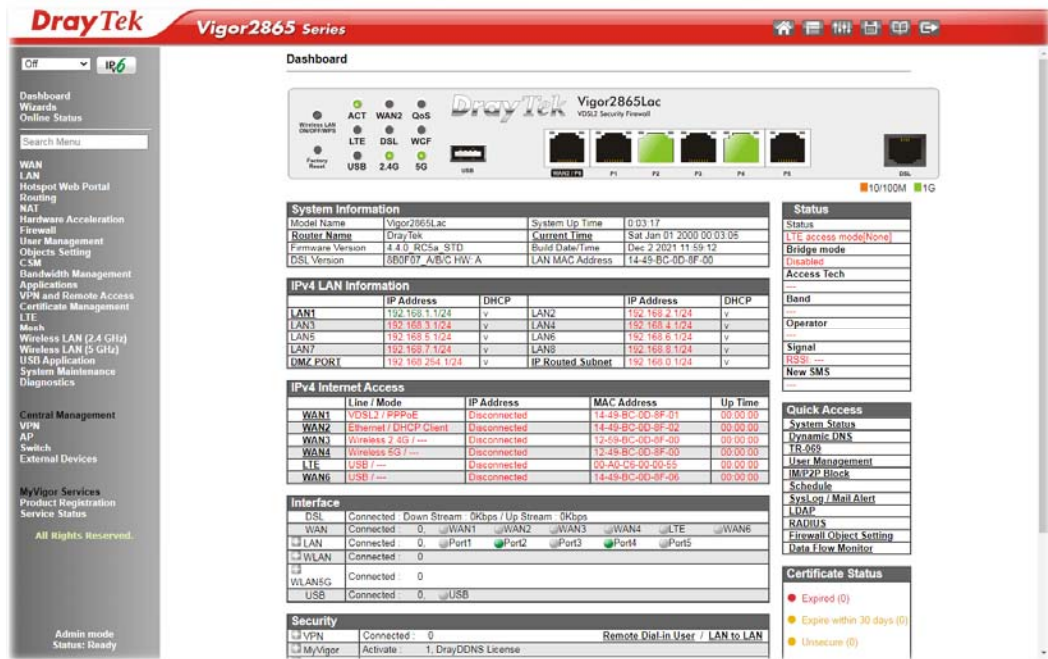 DrayTek
Vigor2865 Series
Off
IPv6
Dashboard
Wizards
Online Status
Search Menu
WAN
LAN
Hotspot Web Portal
Routing
NAT
Hardware Acceleration
Firewall
User Management
Objects Setting
CSM
Bandwidth Management
Applications
VPN and Remote Access
Certificate Management
LTE
Mesh
Wireless LAN (2.4 GHz)
Wireless LAN (5 GHz)
USB Application
System Maintenance
Diagnostics
Central Management
VPN
AP
Switch
External Devices
MyVigor Services
Product Registration
Service Status
All Rights Reserved.
Admin mode
Status: Ready
Dashboard
Wireless LAN
ON/OFF/WPS
Factory
Reset
ACT WAN2 QoS
LTE DSL WCF
USB 2.4G 5G
DrayTek
Vigor2865Lac
VDSL2 Security Firewall
USB WAN2 / P6 P1 P2 P3 P4 P5 DSL
10/100M 1G
System Information
Model Name Vigor2865Lac System Up Time 0:03:17
Router Name DrayTek Current Time Sat Jan 01 2000 00:03:05
Firmware Version 4.4.0_RC5a_STD Build Date/Time Dec 2 2021 11:59:12
DSL Version 8B0F07_A/B/C HW: A LAN MAC Address 14-49-BC-0D-8F-00
IPv4 LAN Information
IP Address DHCP IP Address DHCP
LAN1 192.168.1.1/24 v LAN2 192.168.2.1/24 v
LAN3 192.168.3.1/24 v LAN4 192.168.4.1/24 v
LAN5 192.168.5.1/24 v LAN6 192.168.6.1/24 v
LAN7 192.168.7.1/24 v LAN8 192.168.8.1/24 v
DMZ PORT 192.168.254.1/24 v IP Routed Subnet 192.168.0.1/24 v
IPv4 Internet Access
Line / Mode IP Address MAC Address Up Time
WAN1 VDSL2 / PPPoE Disconnected 14-49-BC-0D-8F-01 00:00:00
WAN2 Ethernet / DHCP Client Disconnected 14-49-BC-0D-8F-02 00:00:00
WAN3 Wireless 2.4G / --- Disconnected 12-59-BC-0D-8F-00 00:00:00
WAN4 Wireless 5G / --- Disconnected 12-49-BC-0D-8F-00 00:00:00
LTE USB / --- Disconnected 00-A0-C6-00-00-55 00:00:00
WAN6 USB / --- Disconnected 14-49-BC-0D-8F-06 00:00:00
Interface
DSL Connected : Down Stream : 0Kbps / Up Stream : 0Kbps
WAN Connected : 0, WAN1 WAN2 WAN3 WAN4 LTE WAN6
LAN Connected : 0, Port1 Port2 Port3 Port4 Port5
WLAN Connected : 0
WLAN5G Connected : 0
USB Connected : 0, USB
Security
VPN Connected : 0 Remote Dial-in User / LAN to LAN
MyVigor Activate : 1, DrayDDNS License
Status
Status
LTE access mode[None]
Bridge mode
Disabled
Access Tech
---
Band
---
Operator
---
Signal
RSSI: ---
New SMS
---
Quick Access
System Status
Dynamic DNS
TR-069
User Management
IM/P2P Block
Schedule
SysLog / Mail Alert
LDAP
RADIUS
Firewall Object Setting
Data Flow Monitor
Certificate Status
Expired (0)
Expire within 30 days (0)
Unsecure (0)